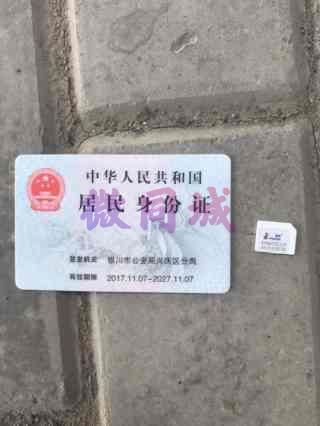 中华人民共和国
居民身份证
微同城
签发机关 银川市公安局兴庆区分局
有效期限 2017.11.07-2027.11.07